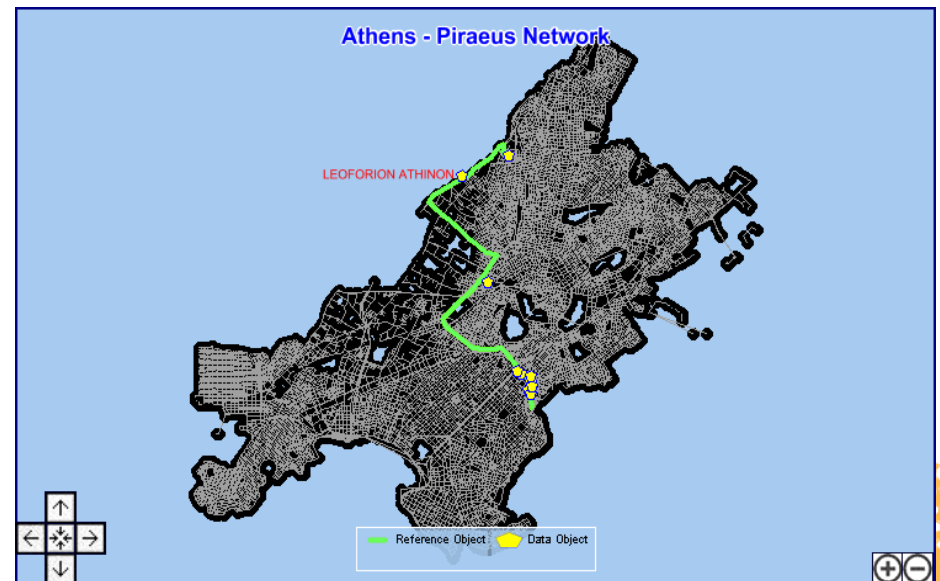 Athens - Piraeus Network
LEOFORION ATHINON
Reference Object
Data Object